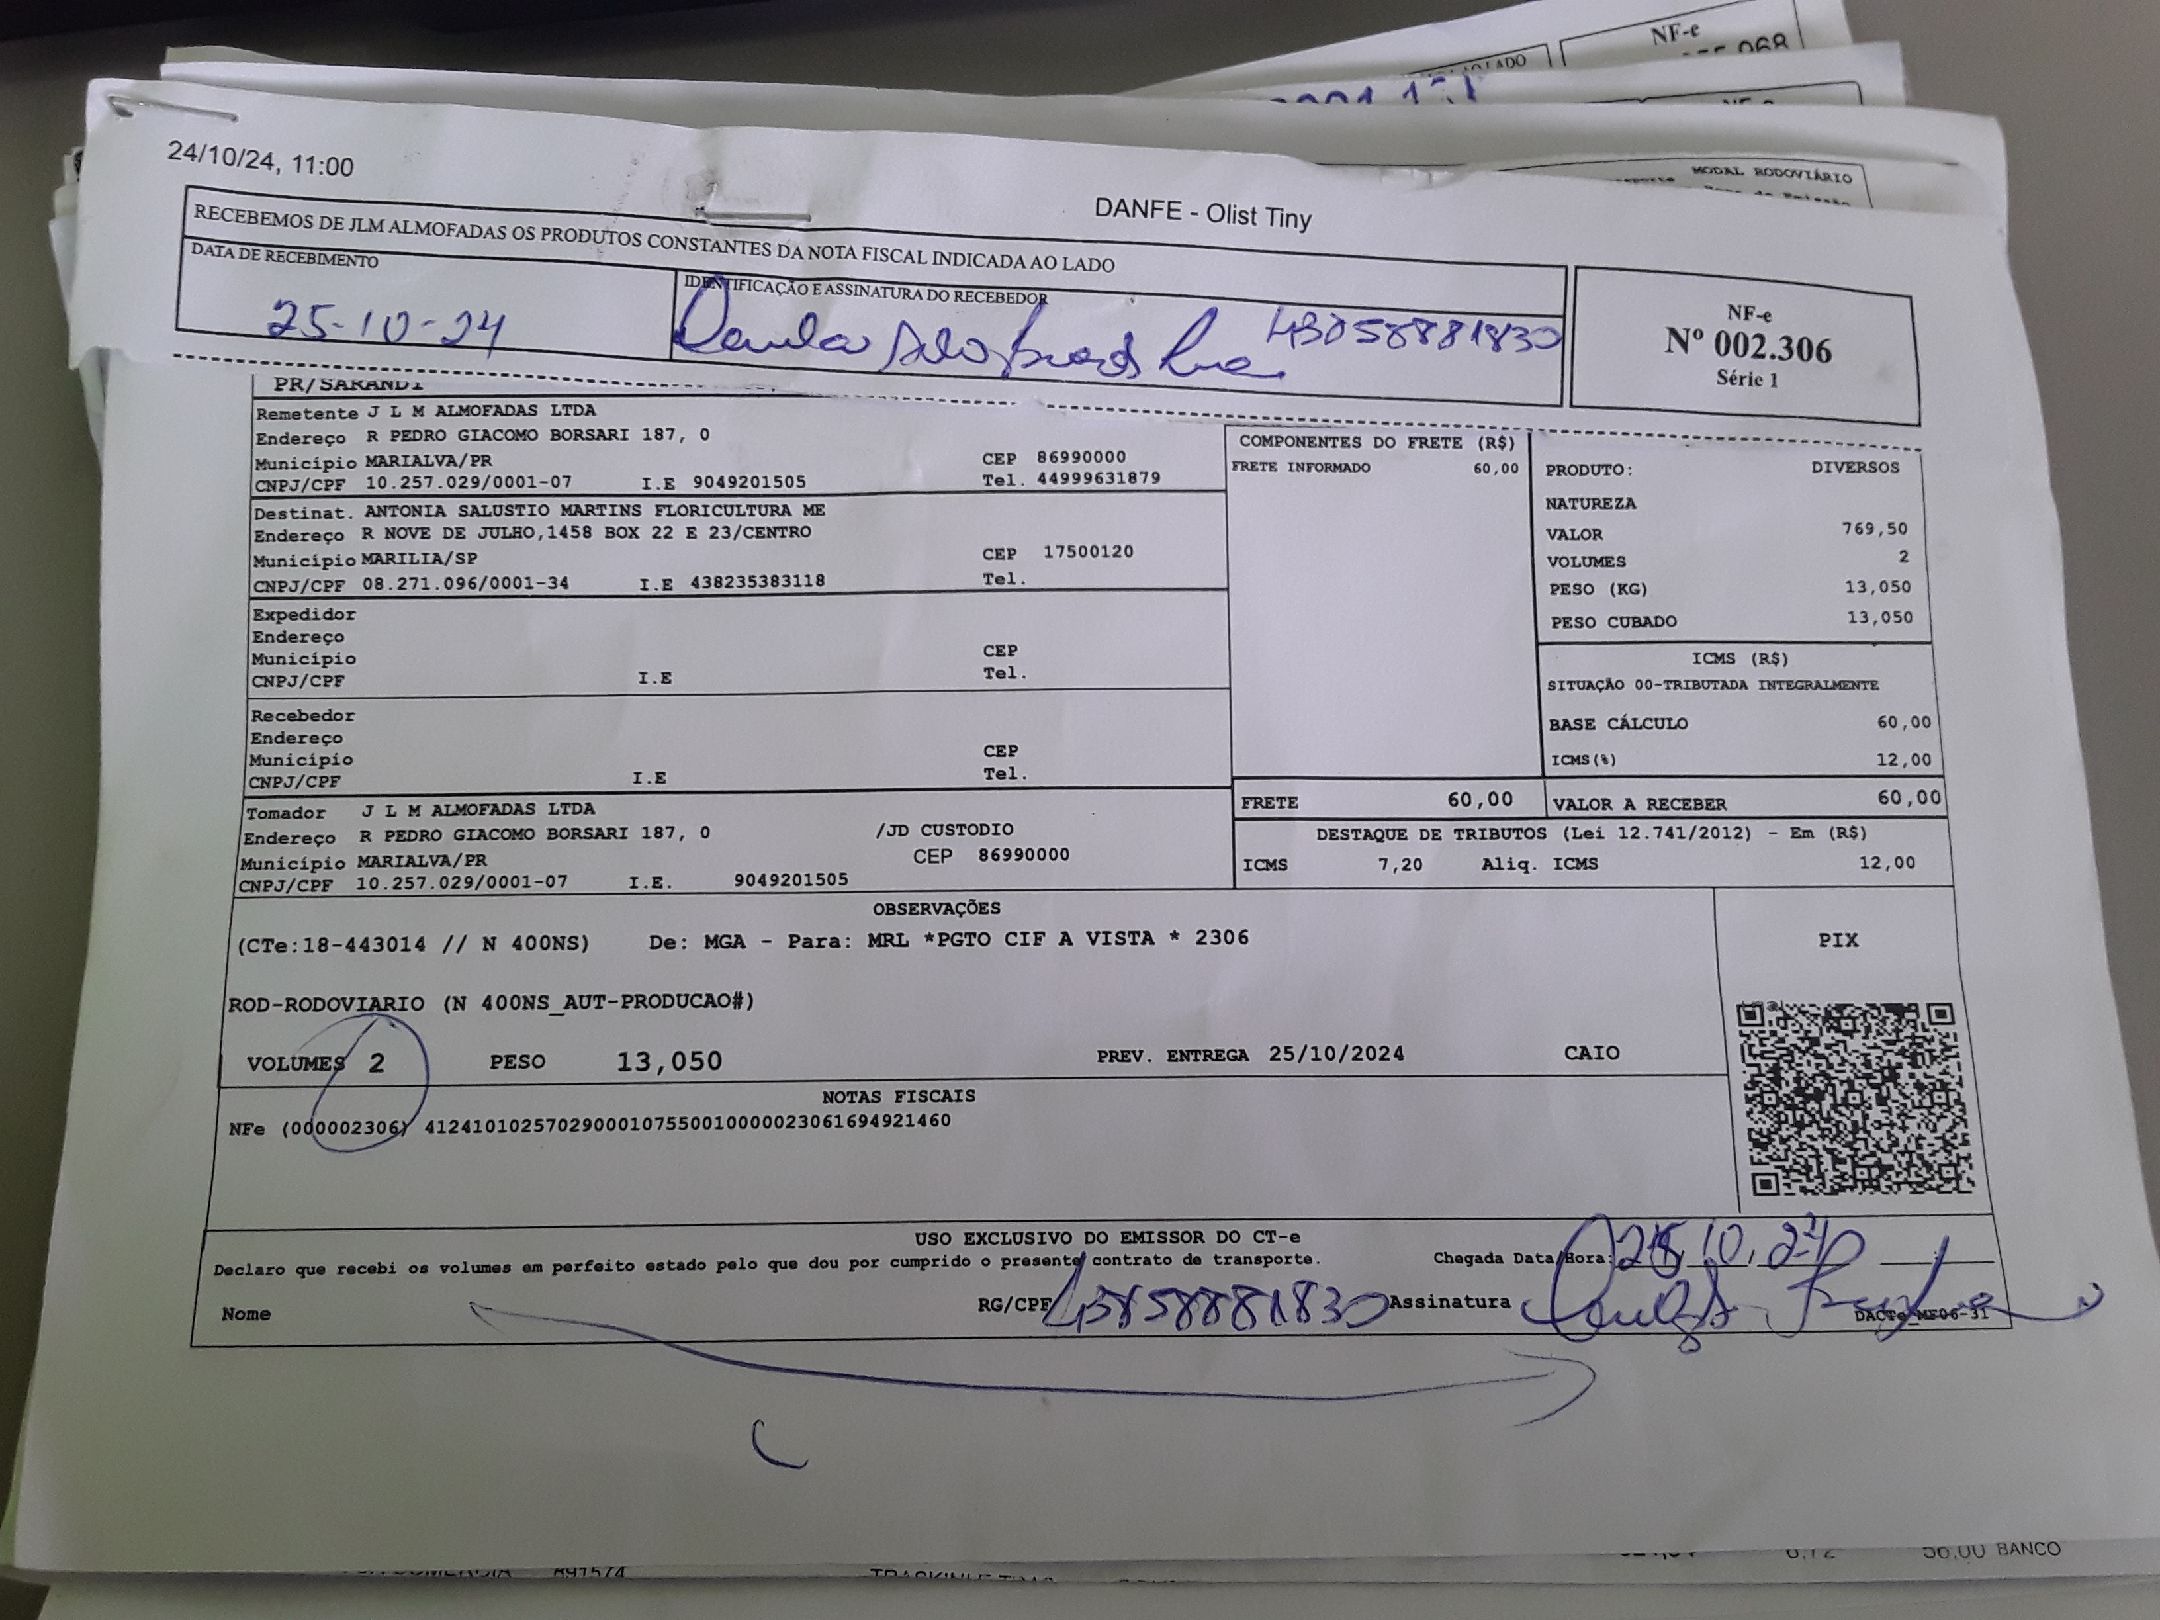 NF-e
068
MODAL RODOVIÁRIO
24/10/24, 11:00
DANFE - Olist Tiny
RECEBEMOS DE JLM ALMOFADAS OS PRODUTOS CONSTANTES DA NOTA FISCAL INDICADA AO LADO
DATA DE RECEBIMENTO
IDENTIFICAÇÃO E ASSINATURA DO RECEBEDOR
25-10-24
NF-e
Nº 002.306
Série 1
PR/SARANDI
Remetente J L M ALMOFADAS LTDA
Endereço R PEDRO GIACOMO BORSARI 187, 0
Município MARIALVA/PR CEP 86990000
CNPJ/CPF 10.257.029/0001-07 I.E 9049201505 Tel. 44999631879
Destinat. ANTONIA SALUSTIO MARTINS FLORICULTURA ME
Endereço R NOVE DE JULHO,1458 BOX 22 E 23/CENTRO
Município MARILIA/SP CEP 17500120
CNPJ/CPF 08.271.096/0001-34 I.E 438235383118 Tel.
Expedidor
Endereço
Município CEP
CNPJ/CPF I.E Tel.
Recebedor
Endereço
Município CEP
CNPJ/CPF I.E Tel.
Tomador J L M ALMOFADAS LTDA
Endereço R PEDRO GIACOMO BORSARI 187, 0 /JD CUSTODIO
Município MARIALVA/PR CEP 86990000
CNPJ/CPF 10.257.029/0001-07 I.E. 9049201505
COMPONENTES DO FRETE (R$)
FRETE INFORMADO 60,00
PRODUTO: DIVERSOS
NATUREZA
VALOR 769,50
VOLUMES 2
PESO (KG) 13,050
PESO CUBADO 13,050
ICMS (R$)
SITUAÇÃO 00-TRIBUTADA INTEGRALMENTE
BASE CÁLCULO 60,00
ICMS(%) 12,00
FRETE 60,00 VALOR A RECEBER 60,00
DESTAQUE DE TRIBUTOS (Lei 12.741/2012) - Em (R$)
ICMS 7,20 Aliq. ICMS 12,00
OBSERVAÇÕES
(CTe:18-443014 // N 400NS) De: MGA - Para: MRL *PGTO CIF A VISTA * 2306
ROD-RODOVIARIO (N 400NS_AUT-PRODUCAO#)
PIX
VOLUMES 2 PESO 13,050 PREV. ENTREGA 25/10/2024 CAIO
NOTAS FISCAIS
NFe (000002306) 41241010257029000107550010000023061694921460
USO EXCLUSIVO DO EMISSOR DO CT-e
Declaro que recebi os volumes em perfeito estado pelo que dou por cumprido o presente contrato de transporte. Chegada Data/Hora: 25.10.24
Nome RG/CPF Assinatura
56,00 BANCO